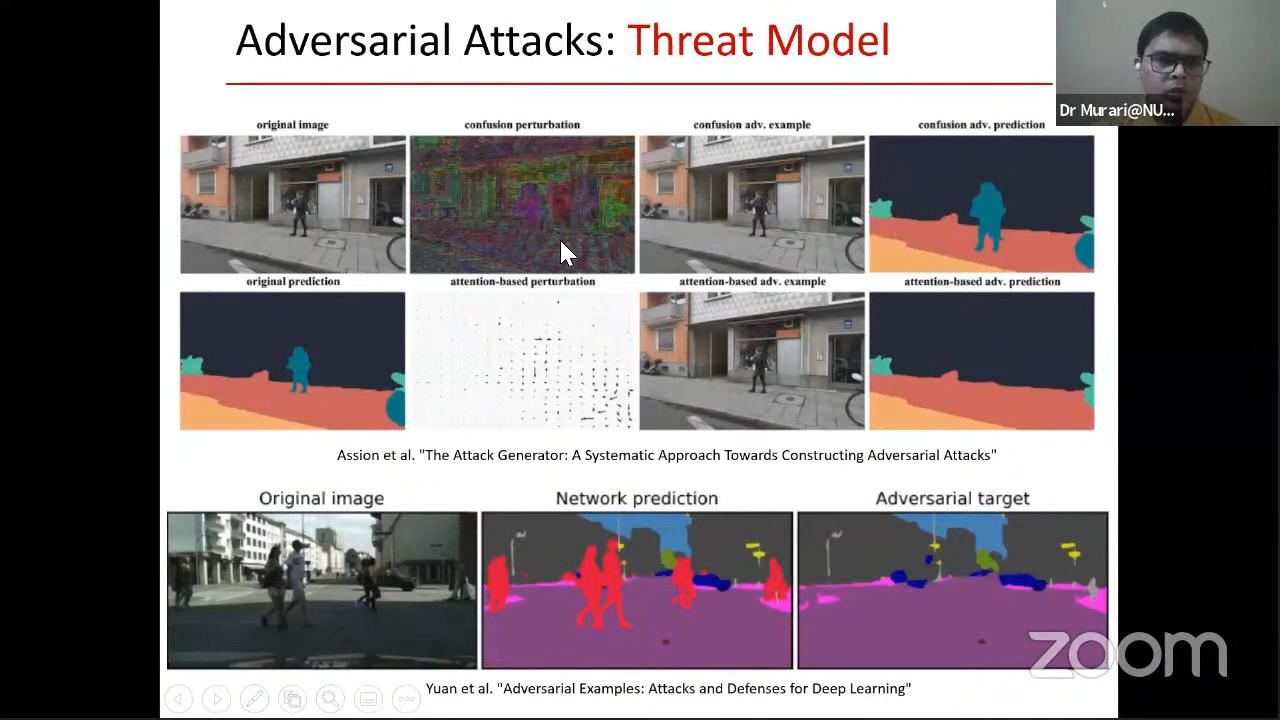 Adversarial Attacks: Threat Model
Dr Murari@NU...
original image
confusion perturbation
confusion adv. example
confusion adv. prediction
original prediction
attention-based perturbation
attention-based adv. example
attention-based adv. prediction
Assion et al. "The Attack Generator: A Systematic Approach Towards Constructing Adversarial Attacks"
Original image
Network prediction
Adversarial target
zoom
Yuan et al. "Adversarial Examples: Attacks and Defenses for Deep Learning"